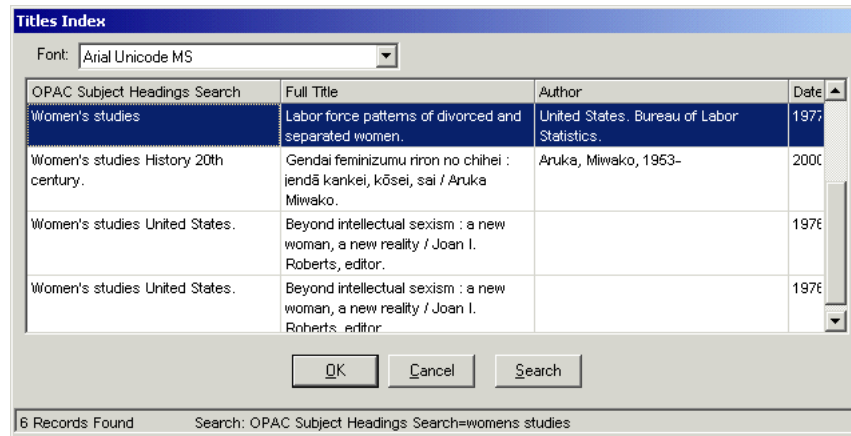 Titles Index
Font: Arial Unicode MS
OPAC Subject Headings Search Full Title Author Date
Women's studies Labor force patterns of divorced and United States. Bureau of Labor 1977
separated women. Statistics.
Women's studies History 20th Gendai feminizumu riron no chihei : Aruka, Miwako, 1953- 2000
century. jendā kankei, kōsei, sai / Aruka
Miwako.
Women's studies United States. Beyond intellectual sexism : a new 1976
woman, a new reality / Joan I.
Roberts, editor.
Women's studies United States. Beyond intellectual sexism : a new 1976
woman, a new reality / Joan I.
Roberts, editor
OK Cancel Search
6 Records Found Search: OPAC Subject Headings Search=womens studies